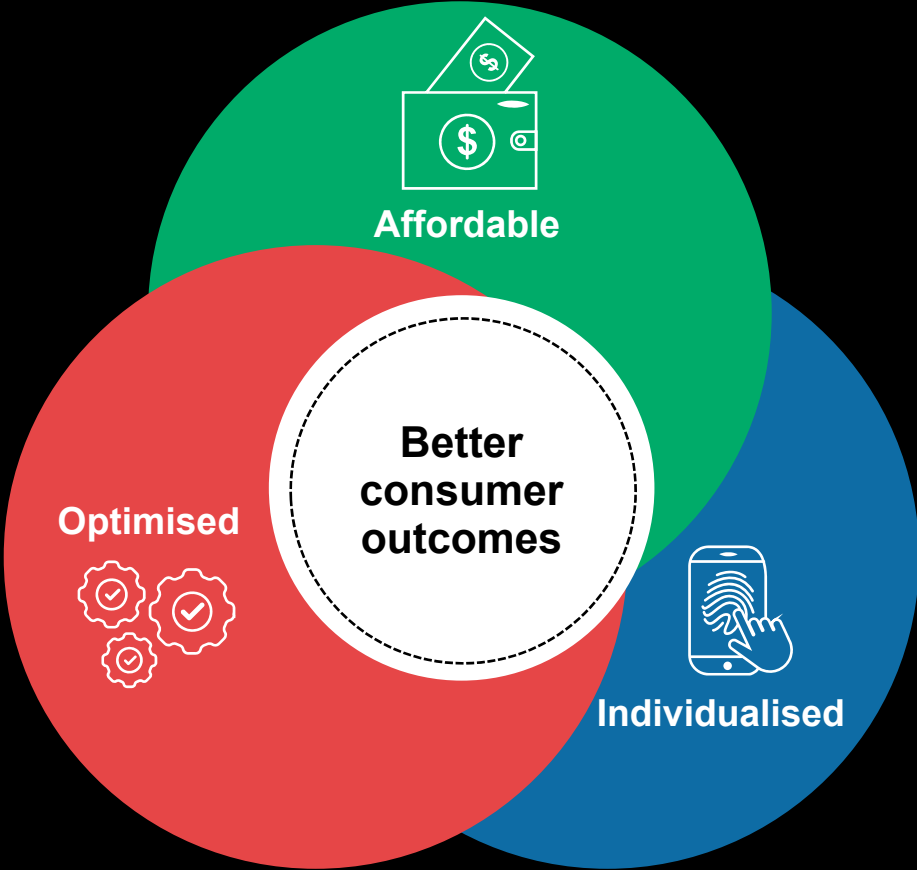 $
$
Affordable
Better
consumer
outcomes
Optimised
Individualised